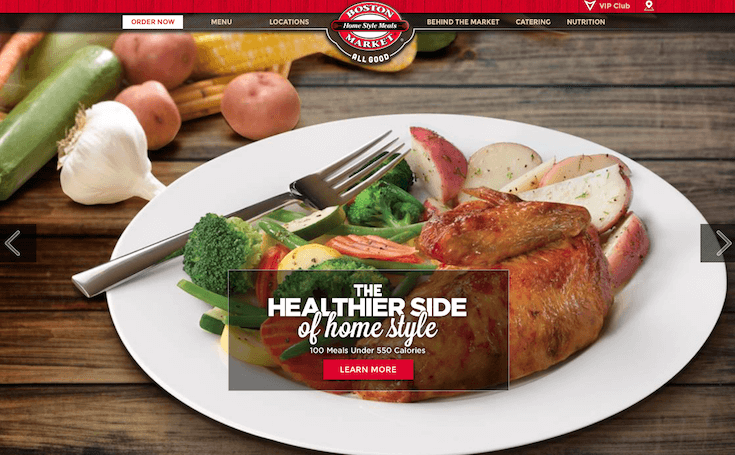 VIP Club
ORDER NOW
MENU
LOCATIONS
BOSTON
Home Style Meals
MARKET
ALL GOOD
BEHIND THE MARKET
CATERING
NUTRITION
THE
HEALTHIER SIDE
of home style
100 Meals Under 550 Calories
LEARN MORE